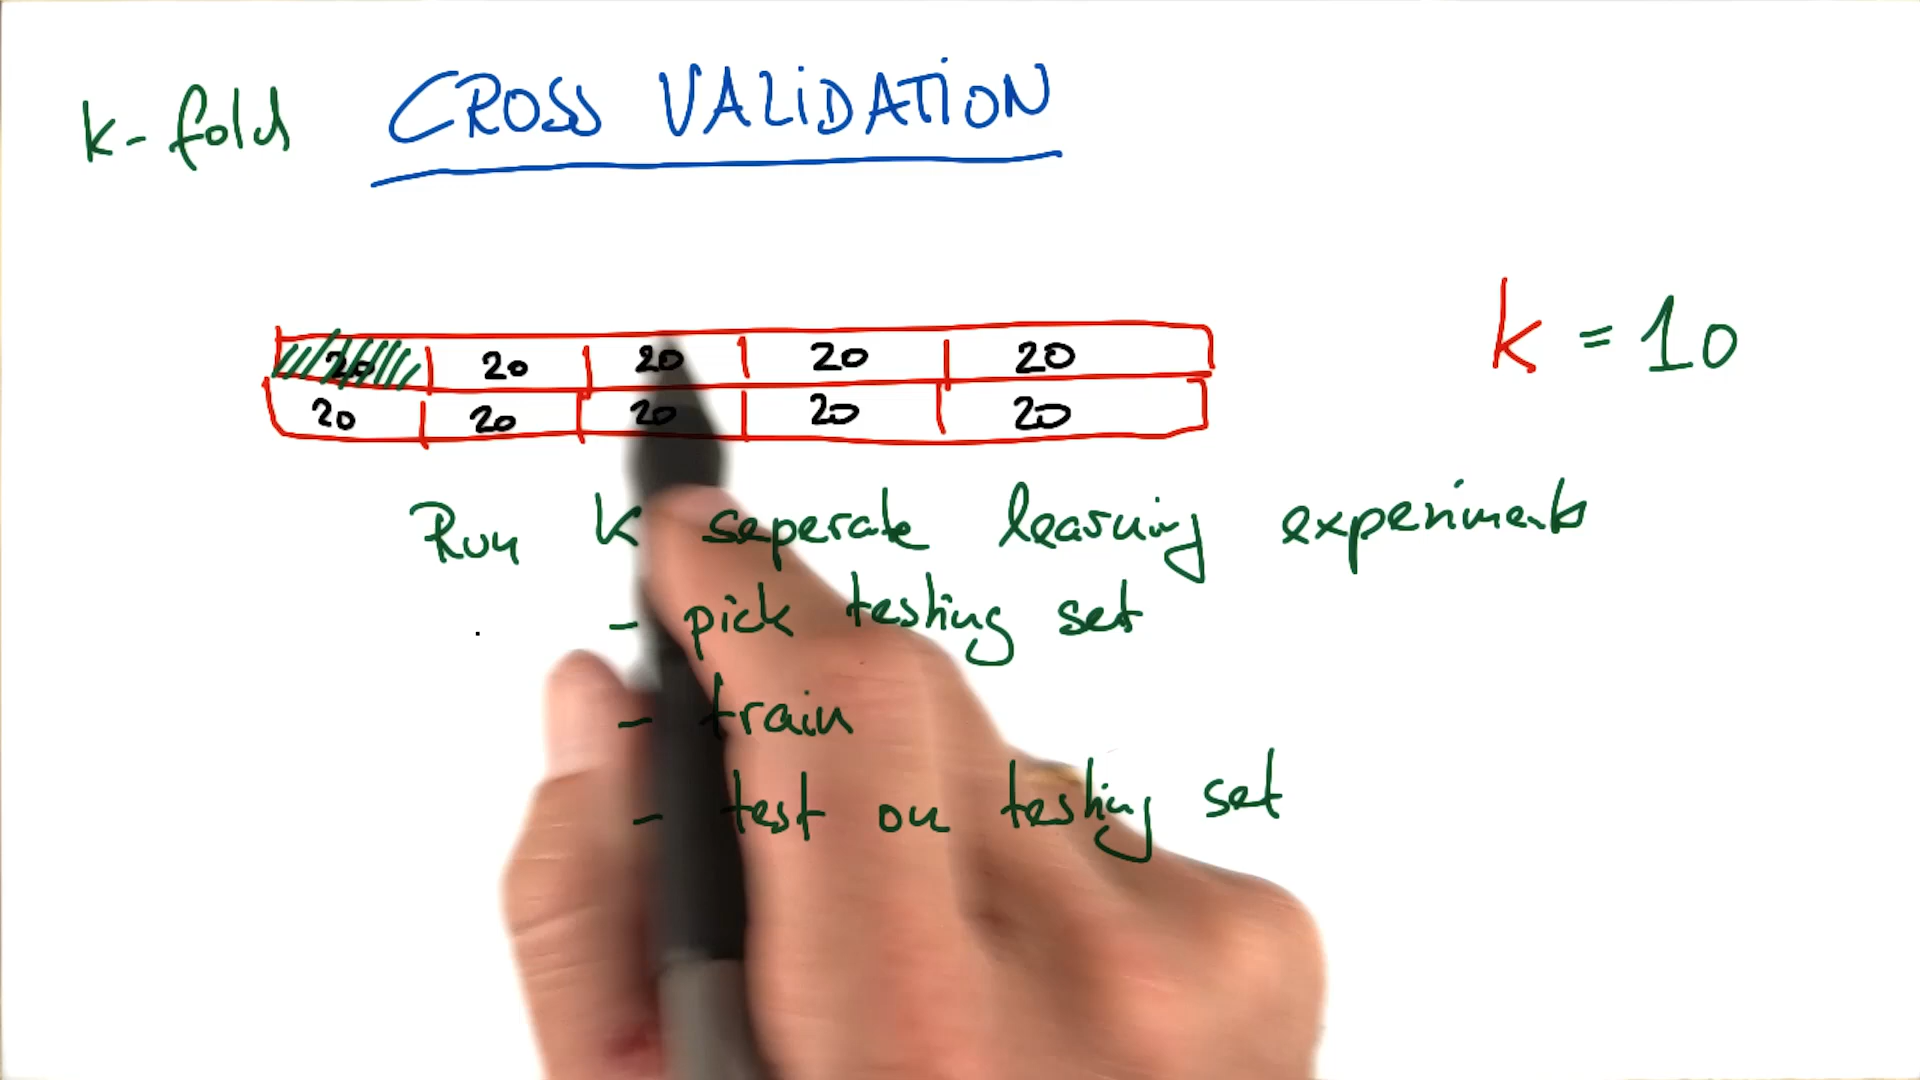 k-fold CROSS VALIDATION
20 20 20 20 20
k = 10
20 20 20 20 20
Run k seperate learning experiments
- pick testing set
- train
- test on testing set